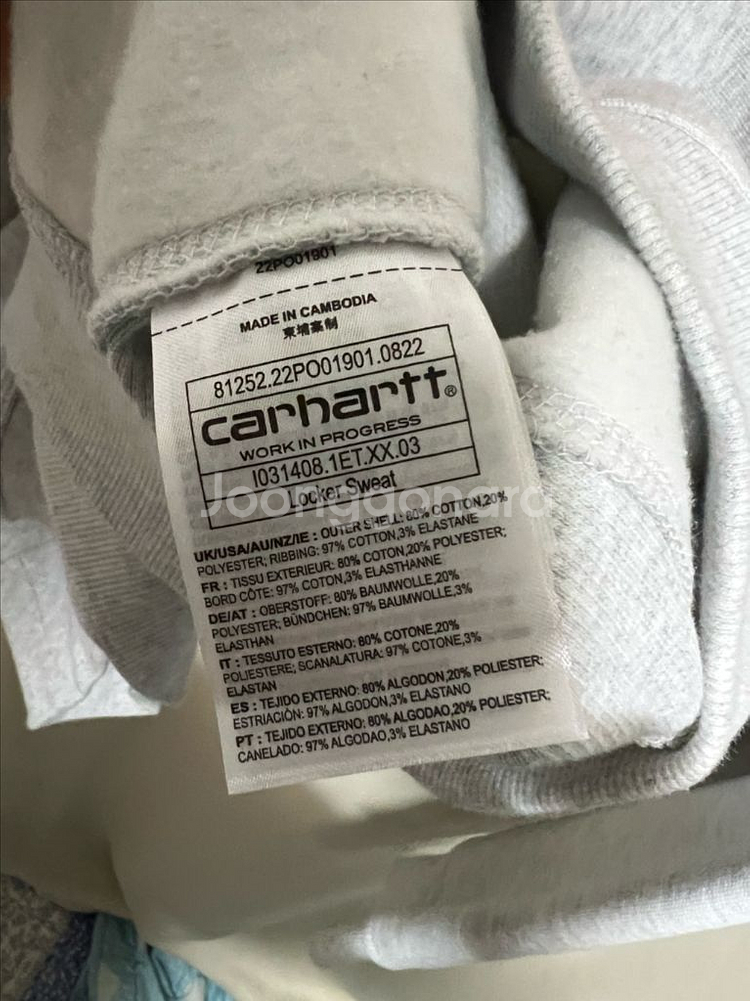 22PO01901
MADE IN CAMBODIA
柬埔寨制
81252.22PO01901.0822
carhartt®
WORK IN PROGRESS
I031408.1ET.XX.03
Locker Sweat
Joonggonara
UK/USA/AU/NZ/IE : OUTER SHELL: 80% COTTON,20%
POLYESTER; RIBBING: 97% COTTON,3% ELASTANE
FR : TISSU EXTERIEUR: 80% COTON,20% POLYESTER;
BORD CÔTE: 97% COTON,3% ELASTHANNE
DE/AT : OBERSTOFF: 80% BAUMWOLLE,20%
POLYESTER; BÜNDCHEN: 97% BAUMWOLLE,3%
ELASTHAN
IT : TESSUTO ESTERNO: 80% COTONE,20%
POLIESTERE; SCANALATURA: 97% COTONE,3%
ELASTAN
ES : TEJIDO EXTERNO: 80% ALGODON,20% POLIESTER;
ESTRIACIÓN: 97% ALGODON,3% ELASTANO
PT : TEJIDO EXTERNO: 80% ALGODAO,20% POLIESTER;
CANELADO: 97% ALGODAO,3% ELASTANO